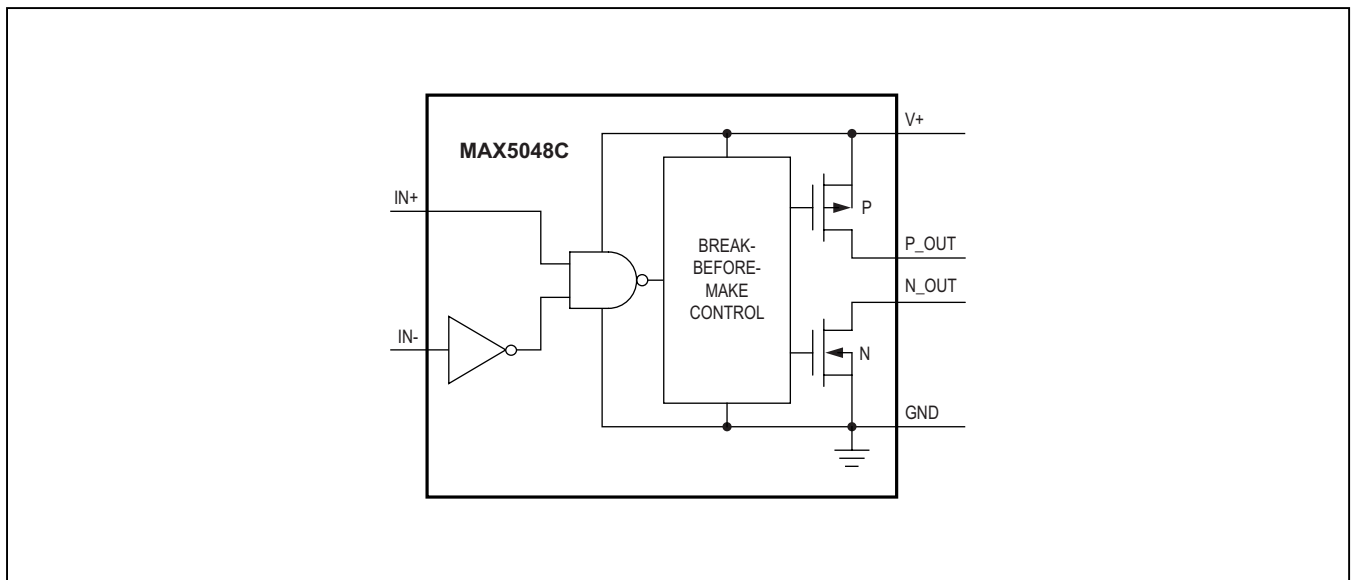 MAX5048C
V+
IN+
P
BREAK-
BEFORE-
MAKE
CONTROL
P_OUT
N_OUT
IN-
N
GND